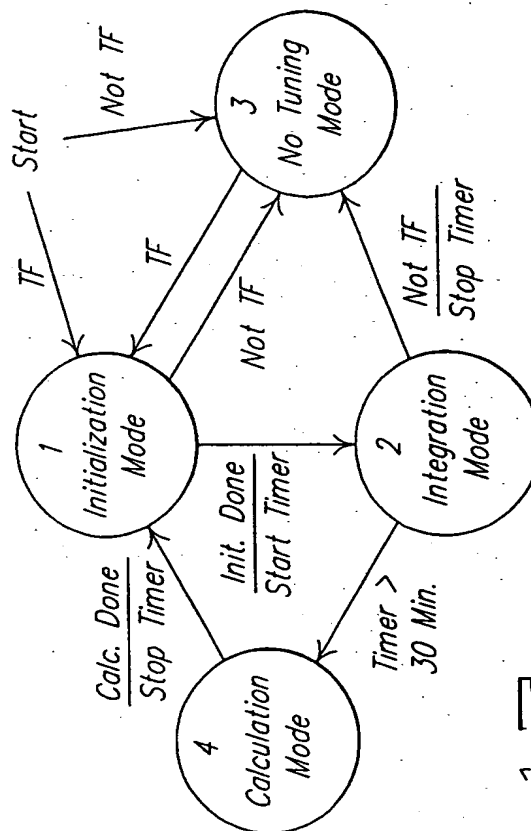 Start
TF
Not TF
1
Initialization
Mode
TF
Not TF
3
No Tuning
Mode
Calc. Done
Stop Timer
Init. Done
Start Timer
Not TF
Stop Timer
4
Calculation
Mode
Timer >
30 Min.
2
Integration
Mode